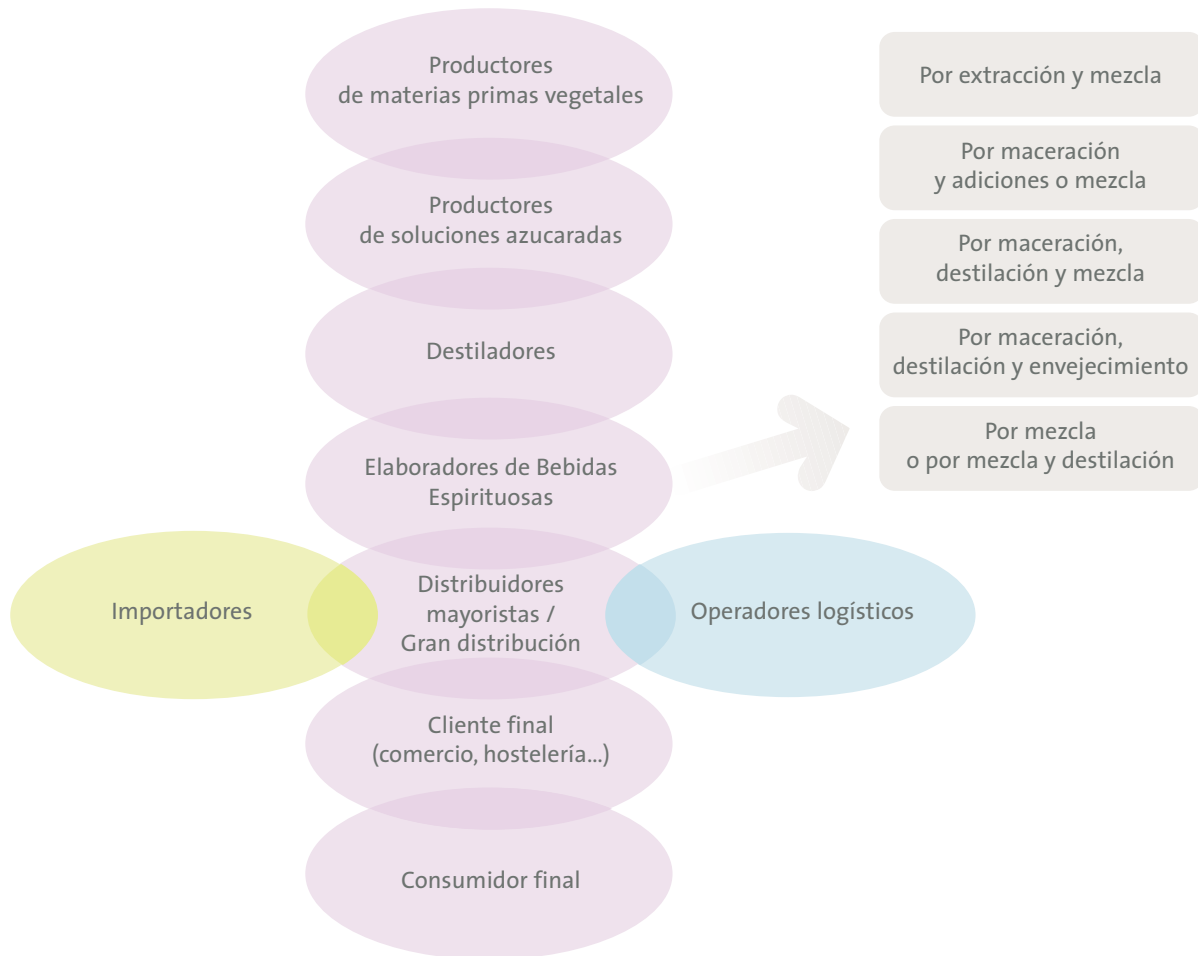 Productores
de materias primas vegetales
Productores
de soluciones azucaradas
Destiladores
Elaboradores de Bebidas
Espirituosas
Importadores
Distribuidores
mayoristas /
Gran distribución
Operadores logísticos
Cliente final
(comercio, hostelería...)
Consumidor final
Por extracción y mezcla
Por maceración
y adiciones o mezcla
Por maceración,
destilación y mezcla
Por maceración,
destilación y envejecimiento
Por mezcla
o por mezcla y destilación